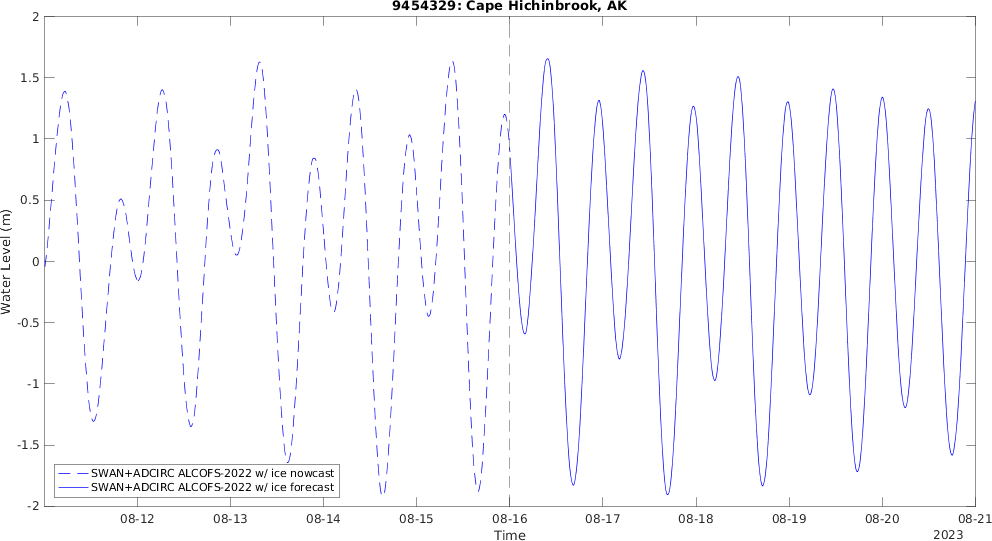 9454329: Cape Hichinbrook, AK
Water Level (m)
2
1.5
1
0.5
0
-0.5
-1
-1.5
-2
SWAN+ADCIRC ALCOFS-2022 w/ ice nowcast
SWAN+ADCIRC ALCOFS-2022 w/ ice forecast
08-12 08-13 08-14 08-15 08-16 08-17 08-18 08-19 08-20 08-21
Time
2023